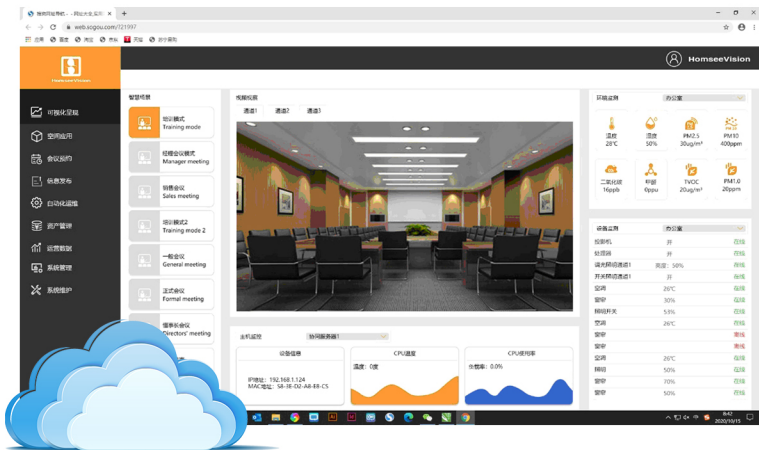 web.sogou.com/721997
应用
百度
淘宝
天猫
HomseeVision
HomseeVision
可视化呈现
空间应用
会议预约
信息发布
自动化运维
资产管理
运营数据
系统管理
系统维护
智慧场景
培训模式
Training mode
经理会议模式
Manager meeting
销售会议
Sales meeting
培训模式2
Training mode 2
一般会议
General meeting
正式会议
Formal meeting
董事长会议
Directors' meeting
视频预览
通道1 通道2 通道3
主机监控 协同服务器1
设备信息
IP地址: 192.168.1.124
MAC地址: 58-3E-D2-A8-E8-C5
CPU温度
温度: 0度
CPU使用率
负载率: 0.0%
环境监测 办公室
温度 湿度 PM2.5 PM10
28℃ 50% 30ug/m³ 400ppm
二氧化碳 甲醛 TVOC PM1.0
16ppb 0ppu 20ug/m³ 20ppm
设备监测 办公室
投影机 开 在线
处理器 开 在线
调光照明通道1 亮度: 50% 在线
开关照明通道1 开 在线
空调 26℃ 在线
窗帘 30% 在线
照明开关 53% 在线
空调 26℃ 在线
窗帘 离线
窗帘 离线
空调 26℃ 在线
照明 50% 在线
窗帘 70% 在线
窗帘 50% 在线
8:42
2020/10/15